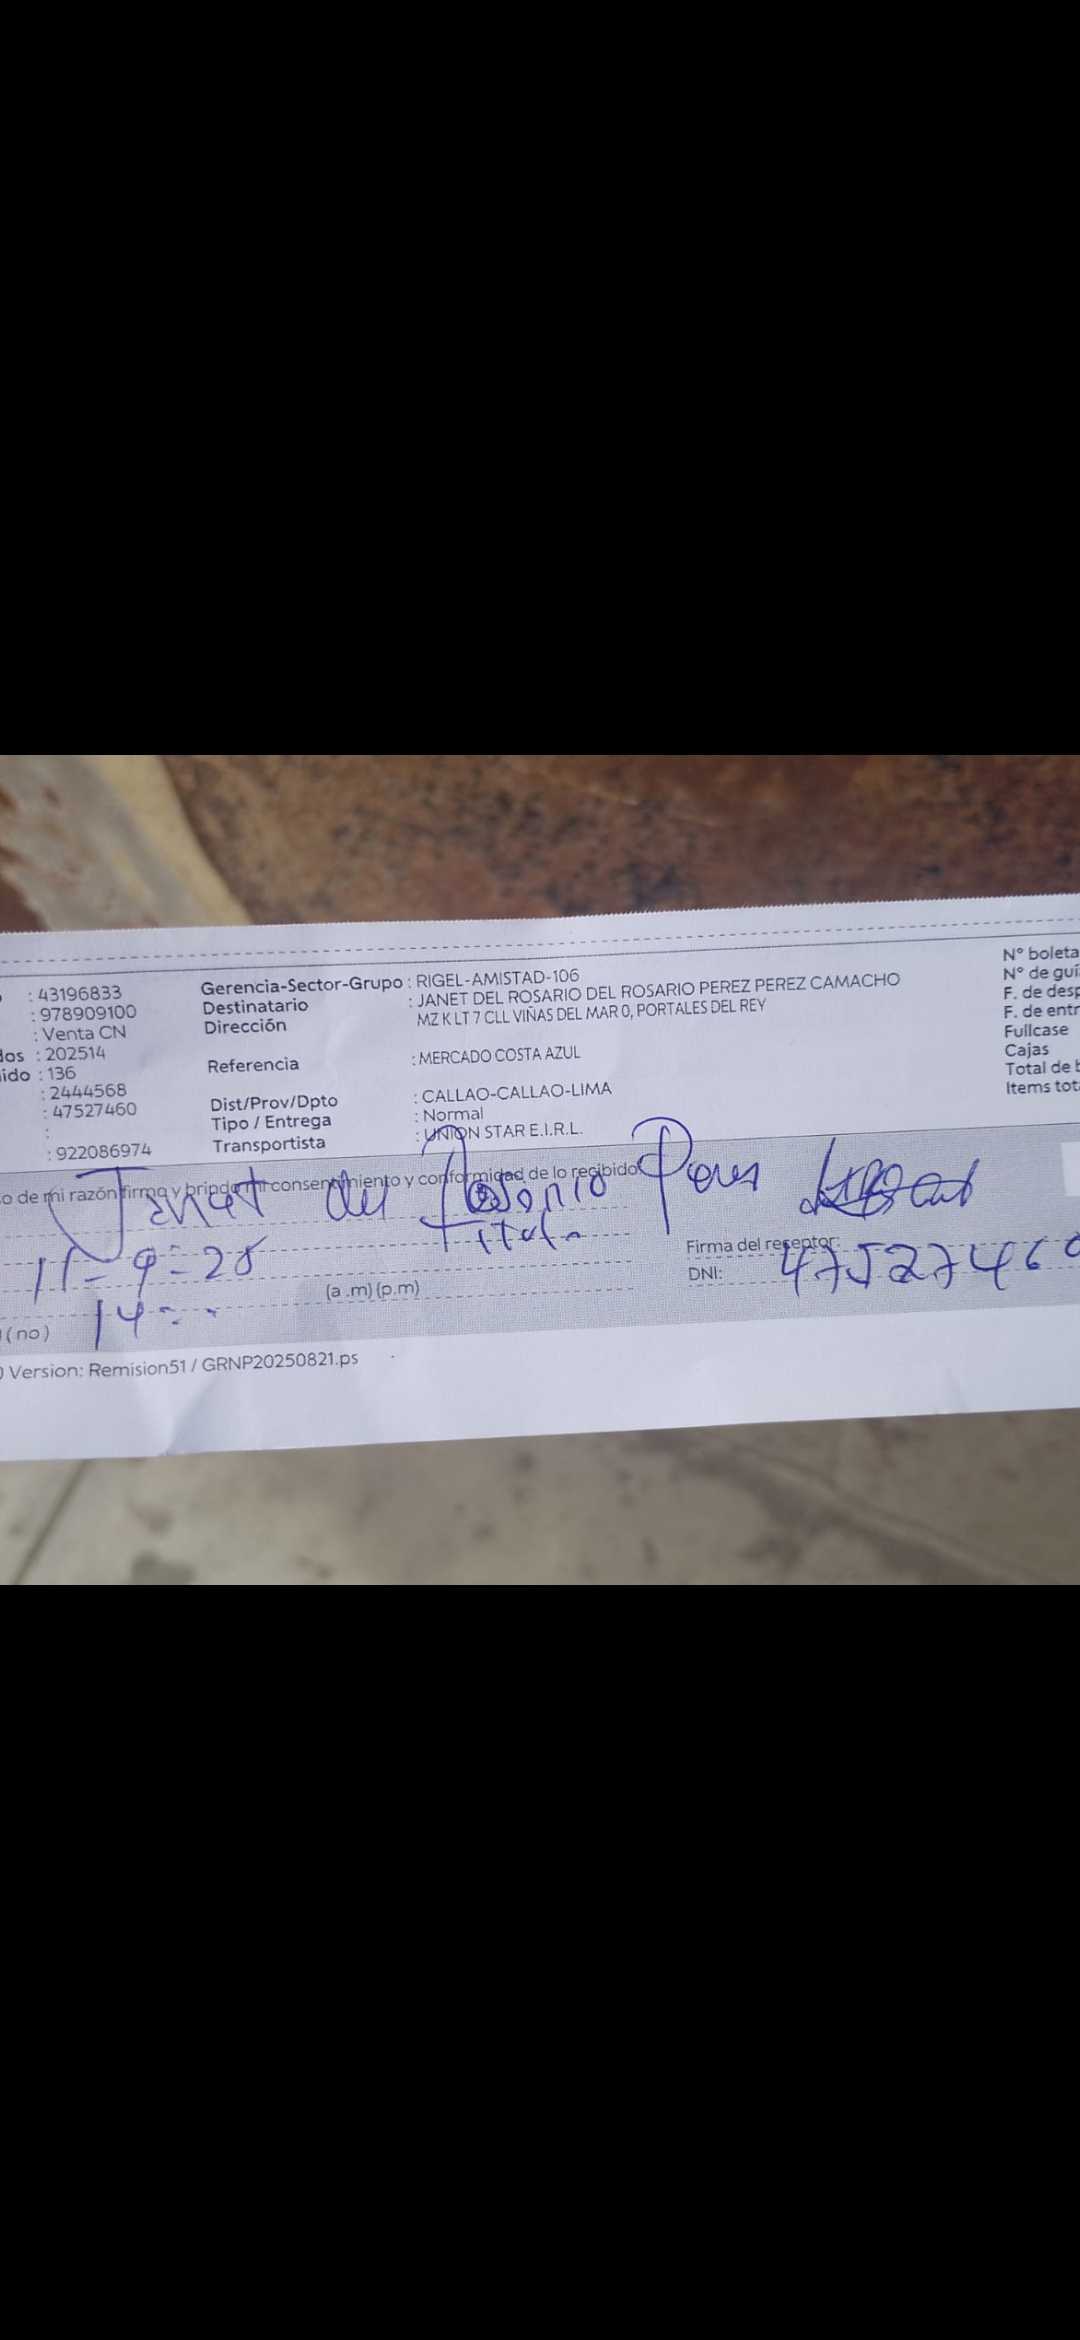 : 43196833 Gerencia-Sector-Grupo : RIGEL-AMISTAD-106 N° boleta
: 978909100 Destinatario : JANET DEL ROSARIO DEL ROSARIO PEREZ PEREZ CAMACHO N° de guí
: Venta CN Dirección MZ K LT 7 CLL VIÑAS DEL MAR 0, PORTALES DEL REY F. de desp
dos : 202514 F. de entr
ido : 136 Referencia : MERCADO COSTA AZUL Fullcase
: 2444568 Cajas
: 47527460 Dist/Prov/Dpto : CALLAO-CALLAO-LIMA Total de b
: Tipo / Entrega : Normal Items tot
: 922086974 Transportista : UNION STAR E.I.R.L.
o de mi razón firmo y brindo mi consentimiento y conformidad de lo recibido
Janet del Rosario Perez
Titula
Firma del receptor:
11-9-25
DNI: 47527460
(a .m) (p.m)
(no) 14
Version: Remision51 / GRNP20250821.ps